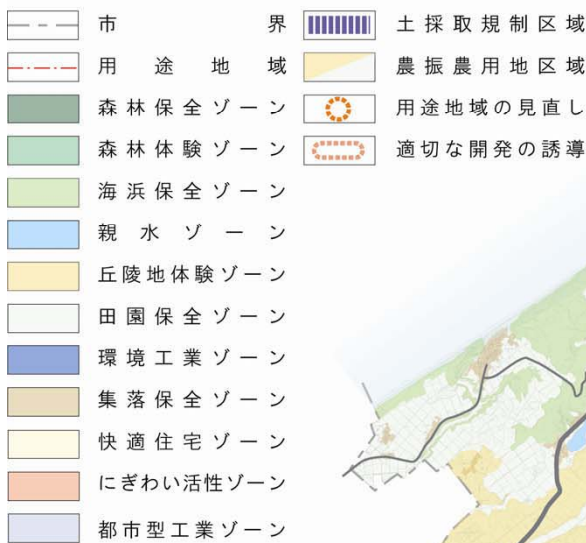 市界
用途地域
森林保全ゾーン
森林体験ゾーン
海浜保全ゾーン
親水ゾーン
丘陵地体験ゾーン
田園保全ゾーン
環境工業ゾーン
集落保全ゾーン
快適住宅ゾーン
にぎわい活性ゾーン
都市型工業ゾーン
土採取規制区域
農振農用地区域
用途地域の見直し
適切な開発の誘導